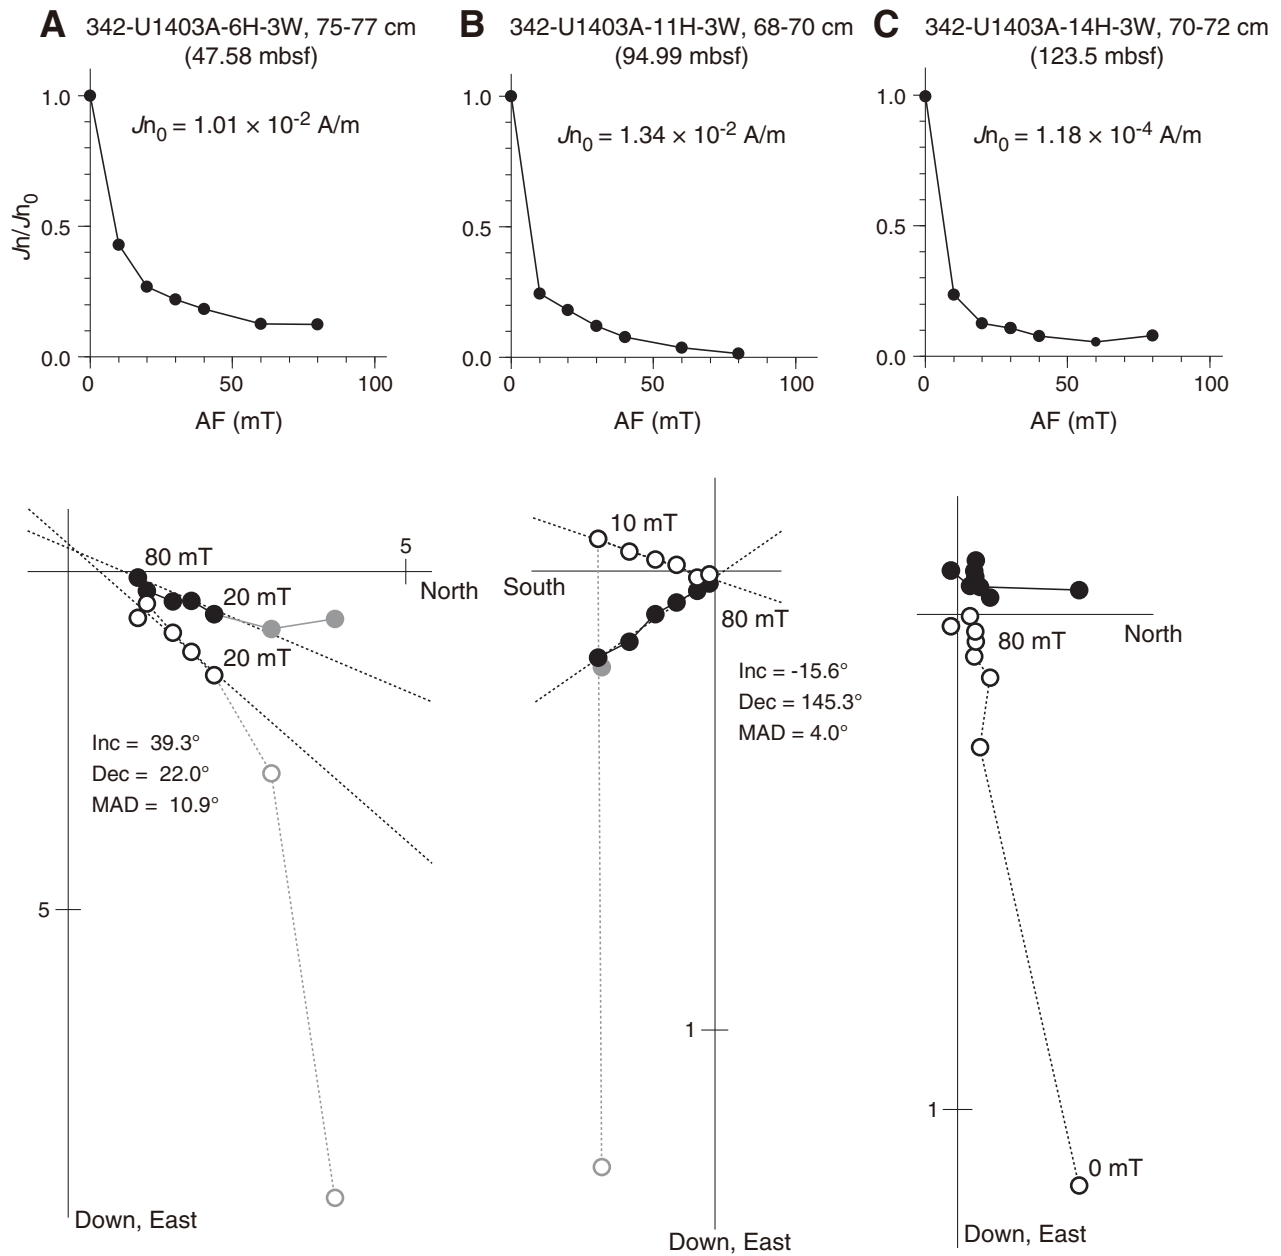 A 342-U1403A-6H-3W, 75-77 cm
(47.58 mbsf)
1.0
Jn0 = 1.01 × 10-2 A/m
Jn/Jn0
0.5
0.0
0 50 100
AF (mT)
B 342-U1403A-11H-3W, 68-70 cm
(94.99 mbsf)
1.0
Jn0 = 1.34 × 10-2 A/m
0.5
0.0
0 50 100
AF (mT)
C 342-U1403A-14H-3W, 70-72 cm
(123.5 mbsf)
1.0
Jn0 = 1.18 × 10-4 A/m
0.5
0.0
0 50 100
AF (mT)
5
80 mT
North
20 mT
20 mT
Inc = 39.3°
Dec = 22.0°
MAD = 10.9°
5
Down, East
10 mT
South
80 mT
Inc = -15.6°
Dec = 145.3°
MAD = 4.0°
1
Down, East
North
80 mT
1
0 mT
Down, East